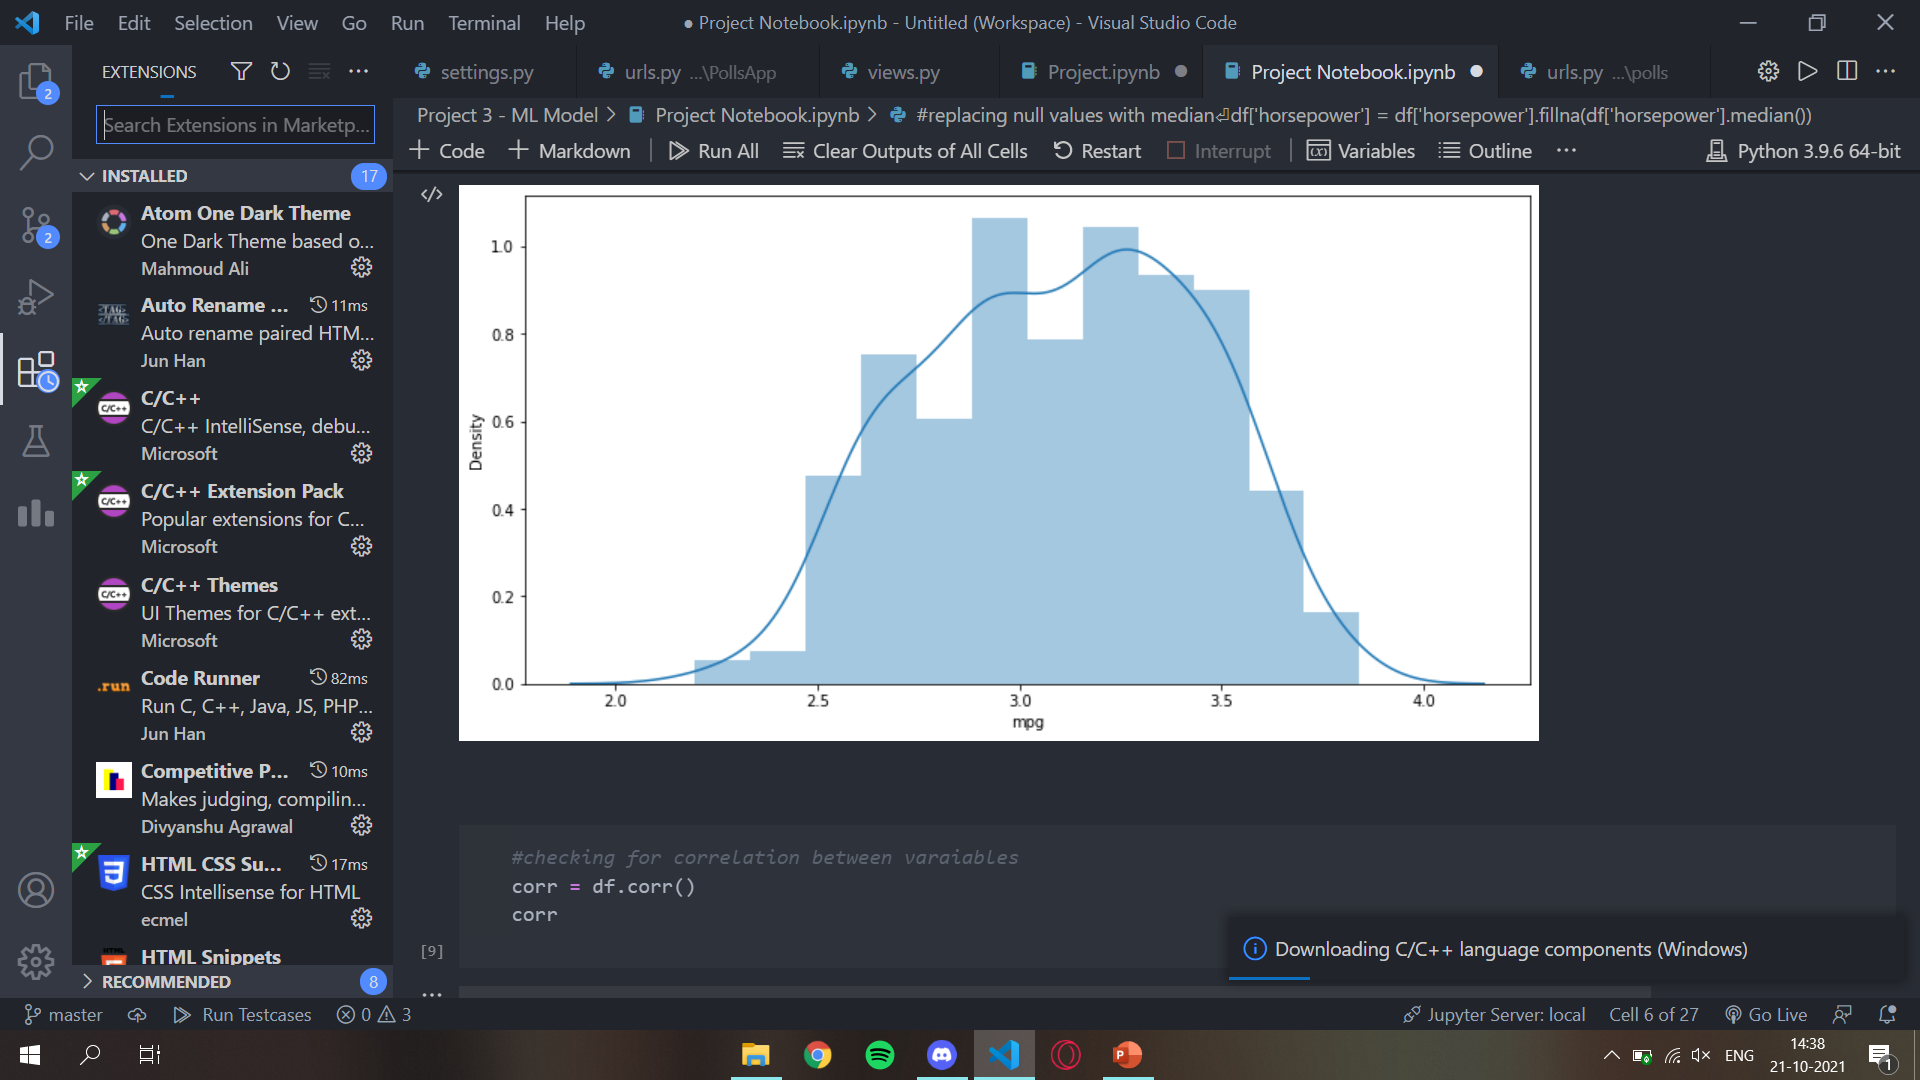 File Edit Selection View Go Run Terminal Help
● Project Notebook.ipynb - Untitled (Workspace) - Visual Studio Code
EXTENSIONS
settings.py urls.py ...\PollsApp views.py Project.ipynb Project Notebook.ipynb urls.py ...\polls
2
Search Extensions in Marketp...
Project 3 - ML Model > Project Notebook.ipynb > #replacing null values with median⏎df['horsepower'] = df['horsepower'].fillna(df['horsepower'].median())
Code Markdown Run All Clear Outputs of All Cells Restart Interrupt Variables Outline ... Python 3.9.6 64-bit
INSTALLED 17
Atom One Dark Theme
One Dark Theme based o...
Mahmoud Ali
2
Auto Rename ... 11ms
Auto rename paired HTM...
Jun Han
C/C++
C/C++
C/C++ IntelliSense, debu...
Microsoft
C/C++ Extension Pack
C/C++
Popular extensions for C...
Microsoft
C/C++ Themes
C/C++
UI Themes for C/C++ ext...
Microsoft
Code Runner 82ms
.run
Run C, C++, Java, JS, PHP...
Jun Han
Competitive P... 10ms
Makes judging, compilin...
Divyanshu Agrawal
HTML CSS Su... 17ms
CSS Intellisense for HTML
ecmel
HTML Snippets
RECOMMENDED 8
1.0
0.8
0.6
0.4
0.2
0.0
Density
2.0 2.5 3.0 3.5 4.0
mpg
#checking for correlation between varaiables
corr = df.corr()
corr
[9]
...
Downloading C/C++ language components (Windows)
master Run Testcases 0 3
Jupyter Server: local Cell 6 of 27 Go Live
ENG
14:38
21-10-2021
1